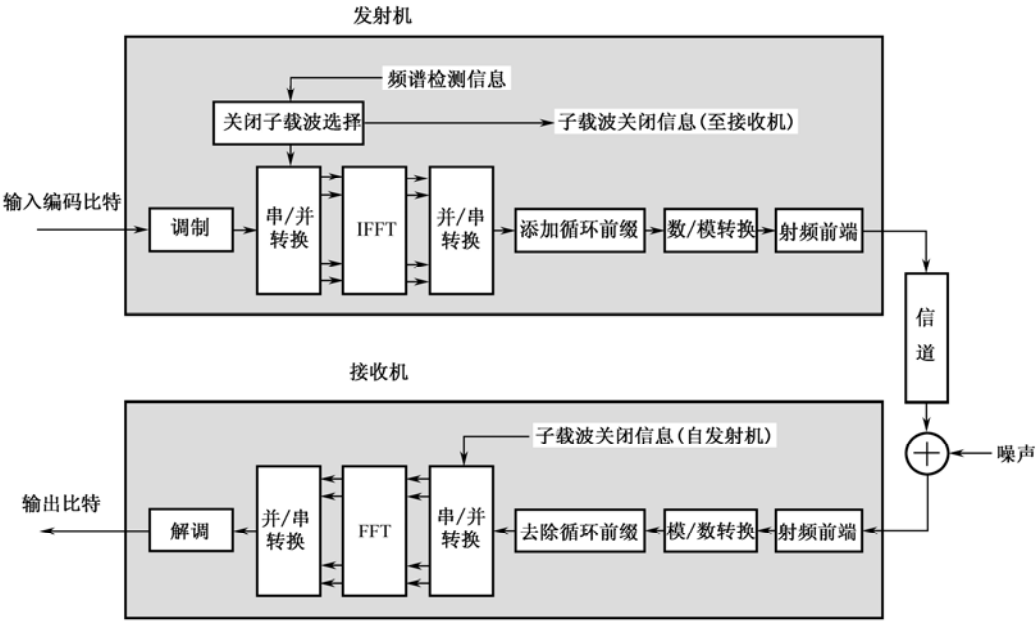 发射机
频谱检测信息
关闭子载波选择
子载波关闭信息(至接收机)
输入编码比特
调制
串/并
转换
IFFT
并/串
转换
添加循环前缀
数/模转换
射频前端
信
道
接收机
子载波关闭信息(自发射机)
噪声
输出比特
解调
并/串
转换
FFT
串/并
转换
去除循环前缀
模/数转换
射频前端